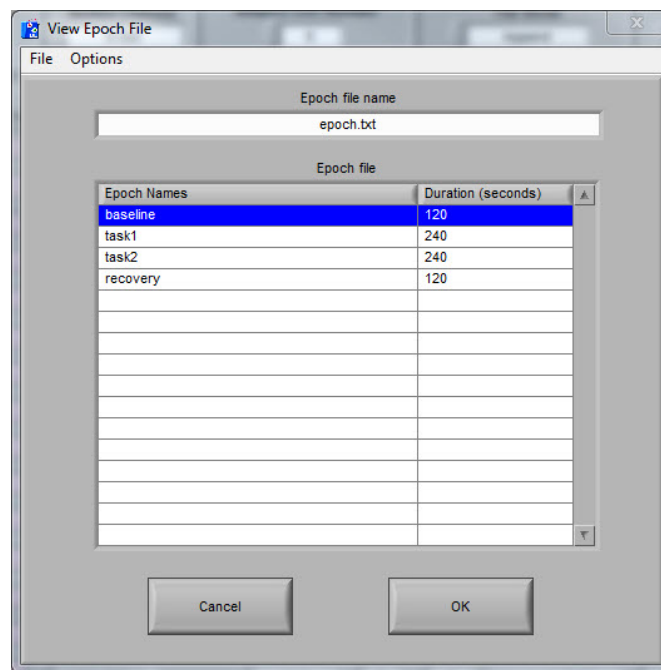 View Epoch File
File Options
Epoch file name
epoch.txt
Epoch file
Epoch Names Duration (seconds)
baseline 120
task1 240
task2 240
recovery 120
Cancel OK